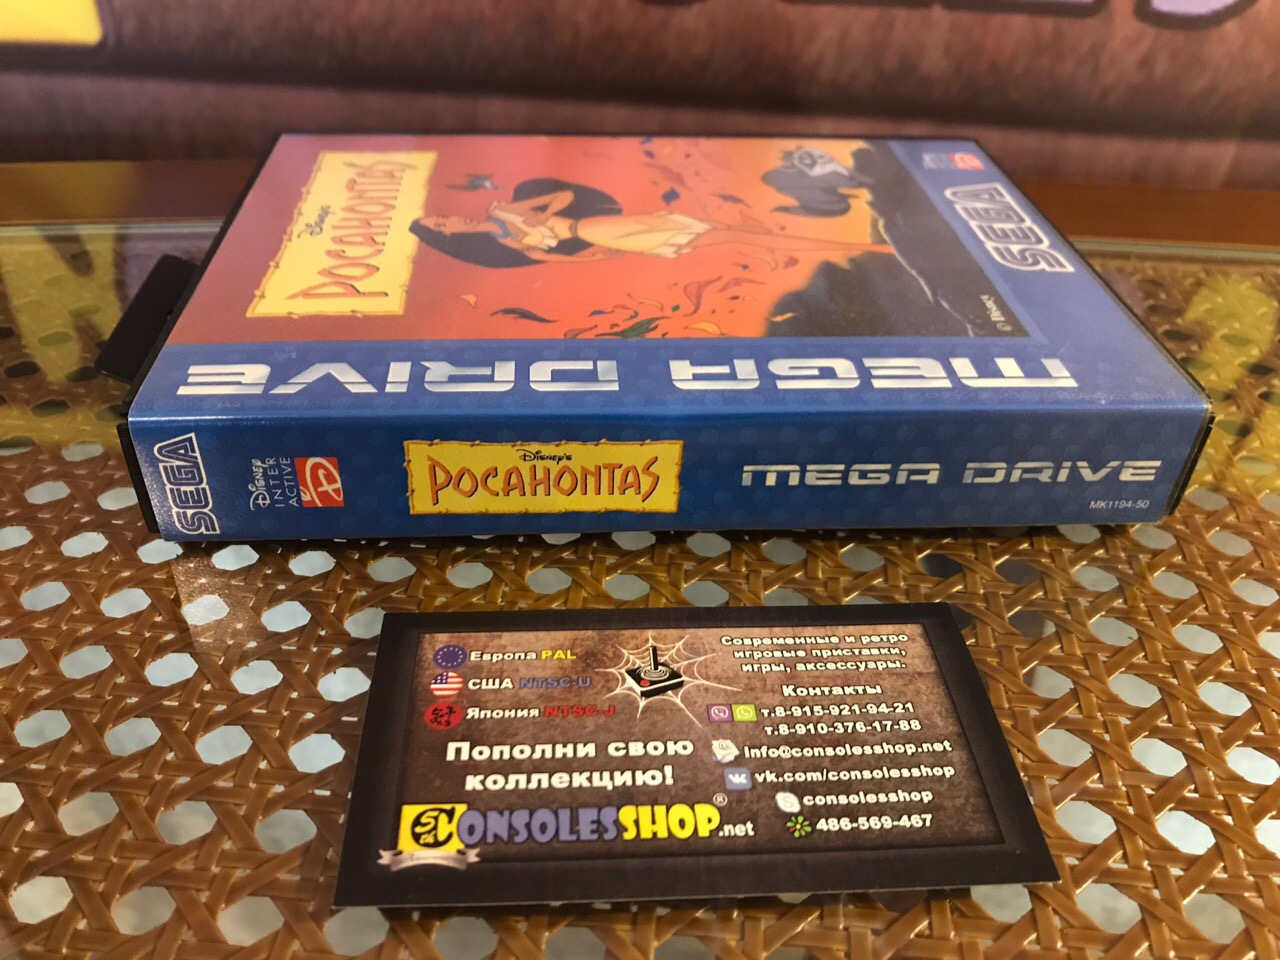 Disney's
POCAHONTAS
SEGA
© Disney
MEGA DRIVE
SEGA
DISNEY
INTER
ACTIVE
DISNEY'S
POCAHONTAS
MEGA DRIVE
MK1194-50
Европа PAL
США NTSC-U
Япония NTSC-J
Пополни свою
коллекцию!
CONSOLESSHOP®.net
Современные и ретро
игровые приставки,
игры, аксессуары.
Контакты
т.8-915-921-94-21
т.8-910-376-17-88
info@consolesshop.net
vk.com/consolesshop
consolesshop
486-569-467